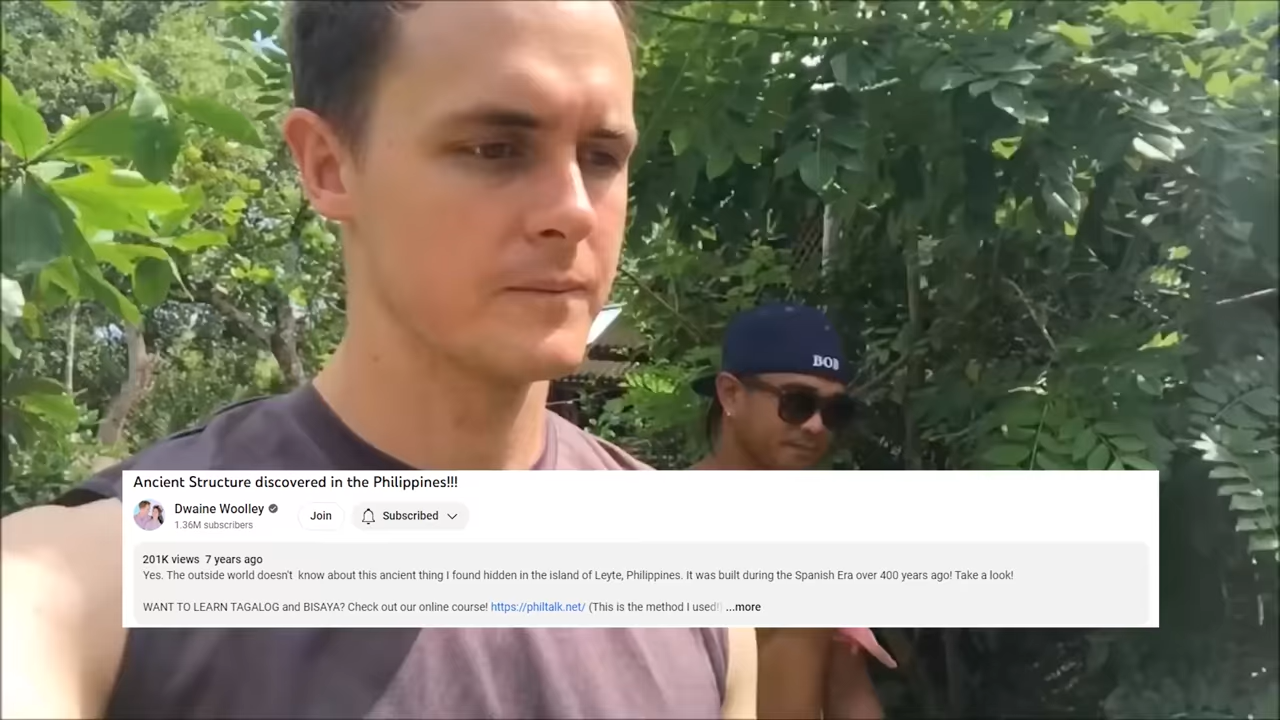 BOB
Ancient Structure discovered in the Philippines!!!
Dwaine Woolley
1.36M subscribers
Join
Subscribed
201K views 7 years ago
Yes. The outside world doesn't know about this ancient thing I found hidden in the island of Leyte, Philippines. It was built during the Spanish Era over 400 years ago! Take a look!
WANT TO LEARN TAGALOG and BISAYA? Check out our online course! https://philtalk.net/ (This is the method I used!) ...more